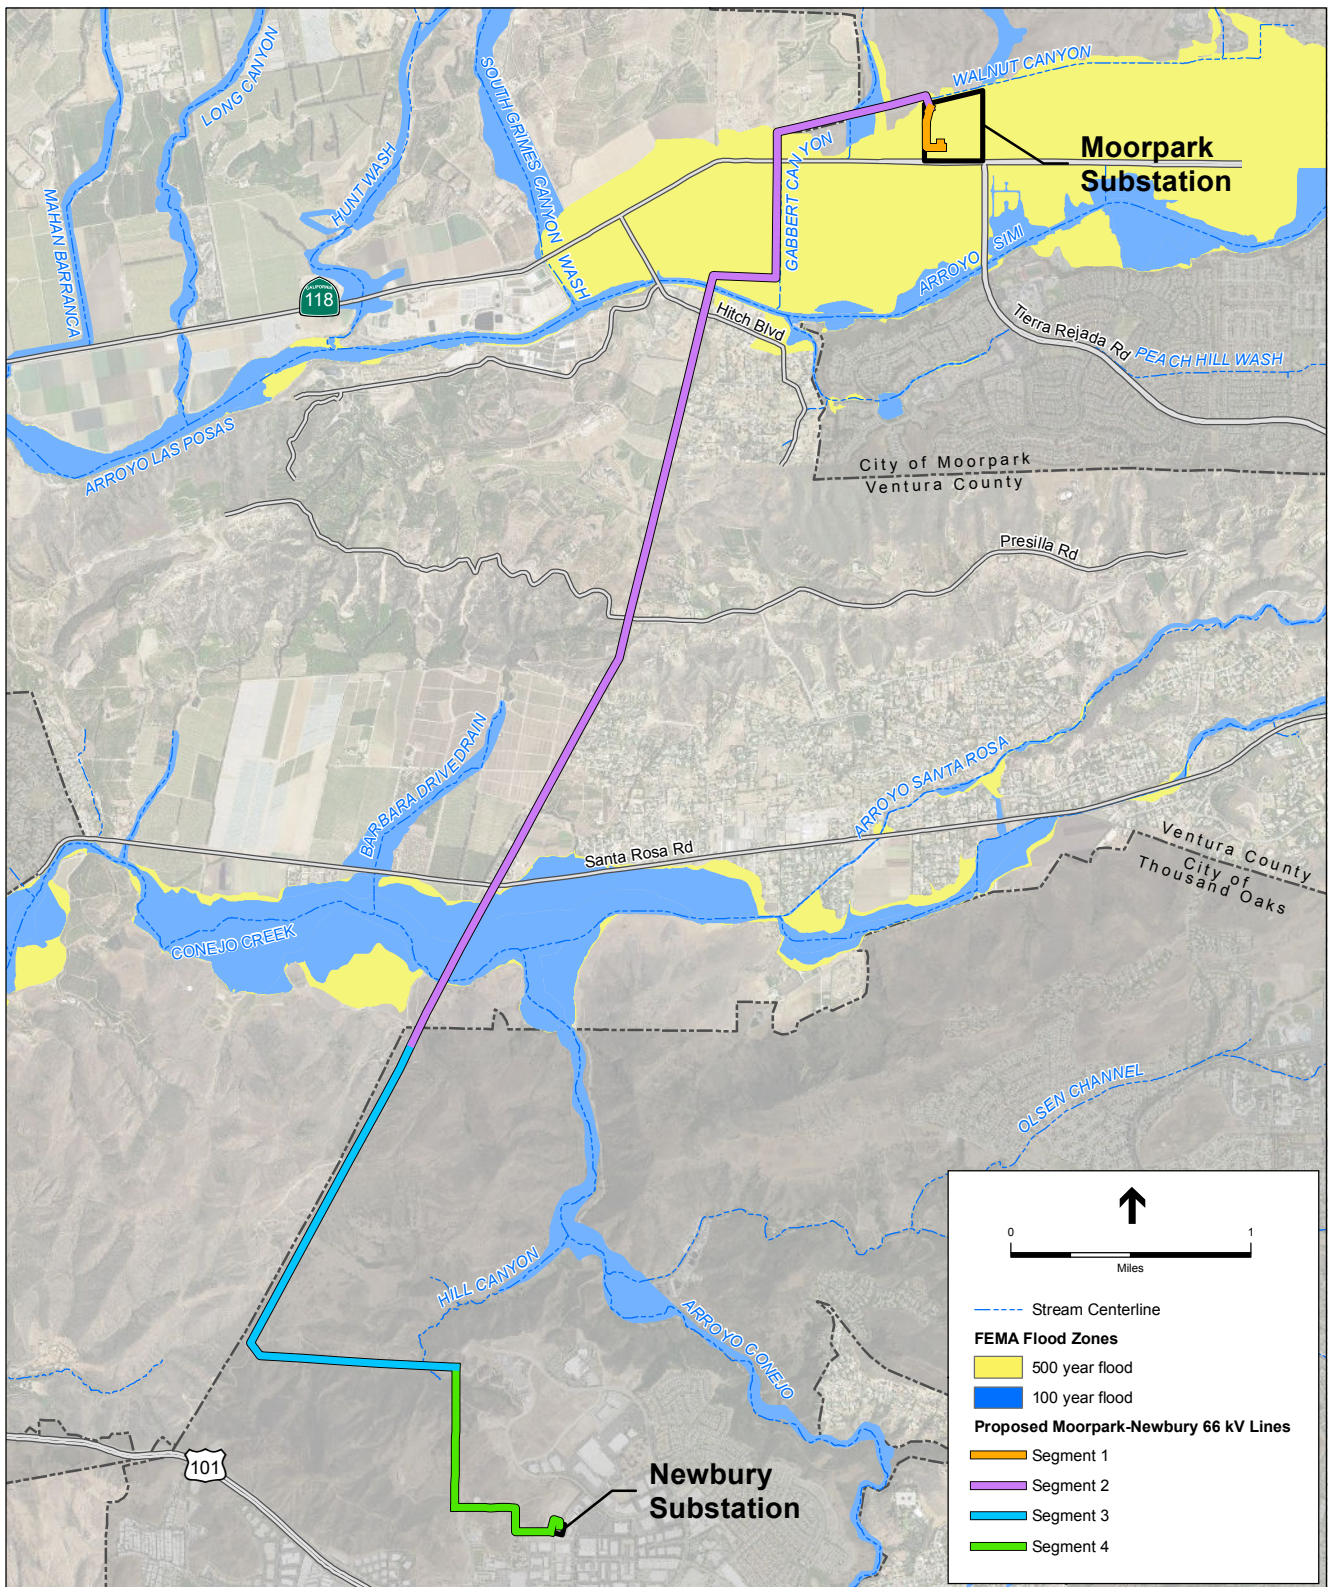 WALNUT CANYON
LONG CANYON
SOUTH GRIMES CANYON WASH
HUNT WASH
MAHAN BARRANCA
GABBERT CANYON
Moorpark
Substation
ARROYO SIMI
CALIFORNIA
118
Hitch Blvd
Tierra Rejada Rd
PEACH HILL WASH
ARROYO LAS POSAS
City of Moorpark
Ventura County
Presilla Rd
BARBARA DRIVE DRAIN
ARROYO SANTA ROSA
Santa Rosa Rd
Ventura County
City of
Thousand Oaks
CONEJO CREEK
OLSEN CHANNEL
HILL CANYON
ARROYO CONEJO
101
Newbury
Substation
0 1
Miles
Stream Centerline
FEMA Flood Zones
500 year flood
100 year flood
Proposed Moorpark-Newbury 66 kV Lines
Segment 1
Segment 2
Segment 3
Segment 4